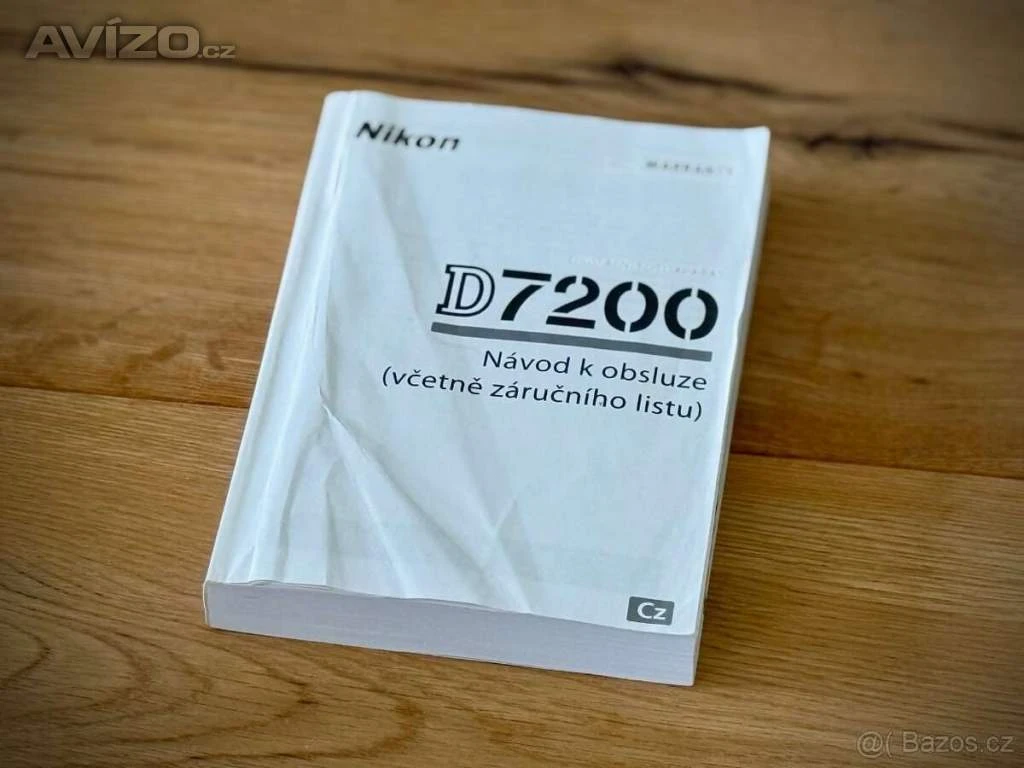 AVÍZO.cz
Nikon
D7200
Návod k obsluze
(včetně záručního listu)
Cz
@( Bazos.cz